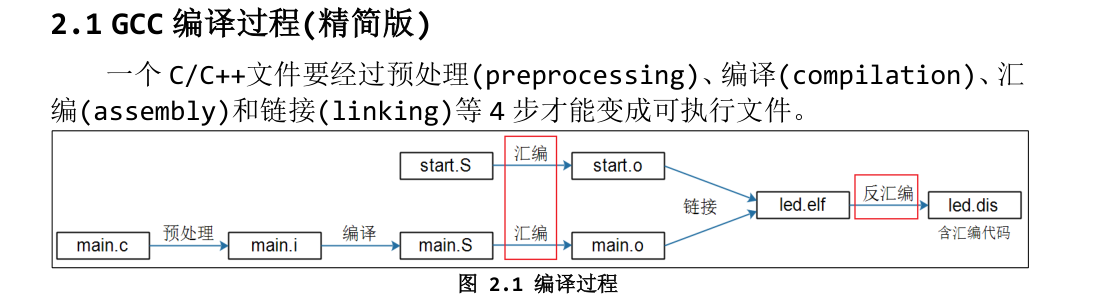 2.1 GCC 编译过程(精简版)
一个 C/C++文件要经过预处理(preprocessing)、编译(compilation)、汇
编(assembly)和链接(linking)等 4 步才能变成可执行文件。
start.S 汇编 start.o
链接 led.elf 反汇编 led.dis
含汇编代码
main.c 预处理 main.i 编译 main.S 汇编 main.o
图 2.1 编译过程